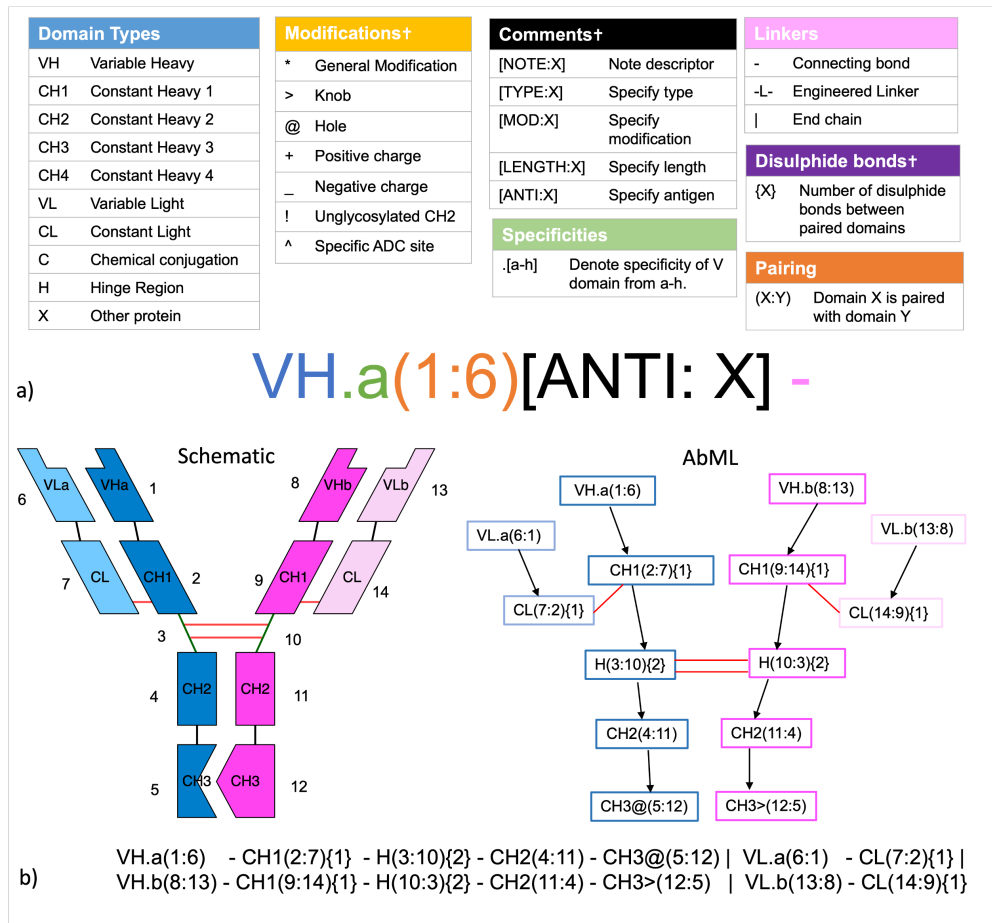 Domain Types
VH Variable Heavy
CH1 Constant Heavy 1
CH2 Constant Heavy 2
CH3 Constant Heavy 3
CH4 Constant Heavy 4
VL Variable Light
CL Constant Light
C Chemical conjugation
H Hinge Region
X Other protein
Modifications†
* General Modification
> Knob
@ Hole
+ Positive charge
_ Negative charge
! Unglycosylated CH2
^ Specific ADC site
Comments†
[NOTE:X] Note descriptor
[TYPE:X] Specify type
[MOD:X] Specify
modification
[LENGTH:X] Specify length
[ANTI:X] Specify antigen
Specificities
.[a-h] Denote specificity of V
domain from a-h.
Linkers
- Connecting bond
-L- Engineered Linker
| End chain
Disulphide bonds†
{X} Number of disulphide
bonds between
paired domains
Pairing
(X:Y) Domain X is paired
with domain Y
a) VH.a(1:6)[ANTI: X] -
Schematic
6 VLa VHa 1 8 VHb VLb 13
7 CL CH1 2 9 CH1 CL 14
3 10
4 CH2 CH2 11
5 CH3 CH3 12
AbML
VH.a(1:6) VH.b(8:13)
VL.a(6:1) VL.b(13:8)
CH1(2:7){1} CH1(9:14){1}
CL(7:2){1} CL(14:9){1}
H(3:10){2} H(10:3){2}
CH2(4:11) CH2(11:4)
CH3@(5:12) CH3>(12:5)
b)
VH.a(1:6) - CH1(2:7){1} - H(3:10){2} - CH2(4:11) - CH3@(5:12) | VL.a(6:1) - CL(7:2){1} |
VH.b(8:13) - CH1(9:14){1} - H(10:3){2} - CH2(11:4) - CH3>(12:5) | VL.b(13:8) - CL(14:9){1}